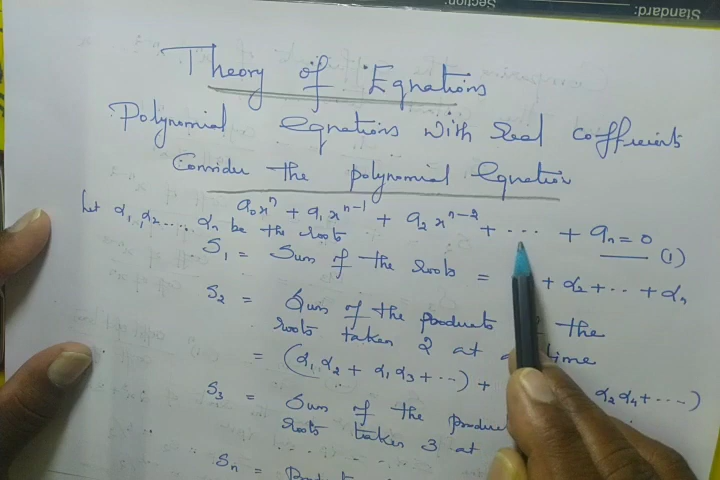 Standard:
Section
Theory of Equations
Polynomial equations with real coefficients
Consider the polynomial equation
a₀xⁿ + a₁xⁿ⁻¹ + a₂xⁿ⁻² + ... + aₙ = 0 (1)
Let α₁, α₂ .... αₙ be the roots
S₁ = Sum of the roots = + α₂ + .. + αₙ
S₂ = Sum of the products the
roots taken 2 at time
= (α₁α₂ + α₁α₃ + ...) + α₂α₄ + ....)
S₃ = Sum of the
roots taken 3 at
Sₙ =